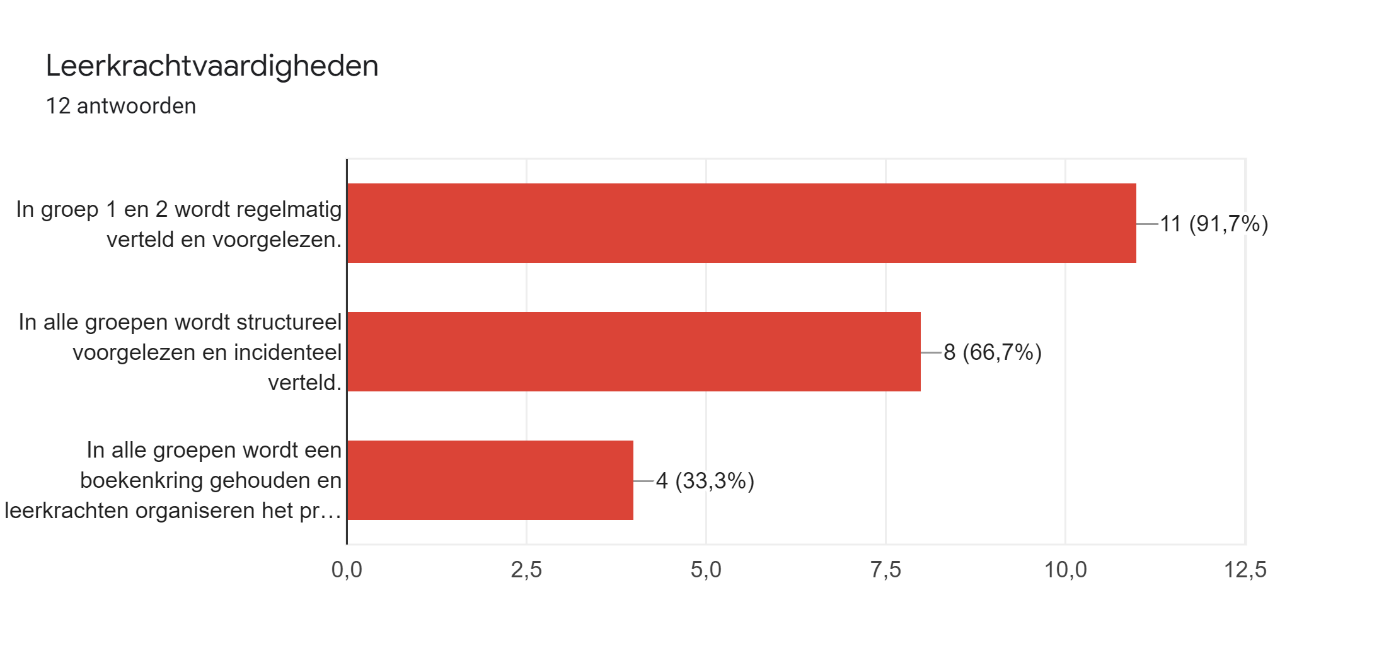 Leerkrachtvaardigheden
12 antwoorden
In groep 1 en 2 wordt regelmatig
verteld en voorgelezen.
11 (91,7%)
In alle groepen wordt structureel
voorgelezen en incidenteel
verteld.
8 (66,7%)
In alle groepen wordt een
boekenkring gehouden en
leerkrachten organiseren het pr…
4 (33,3%)
0,0 2,5 5,0 7,5 10,0 12,5